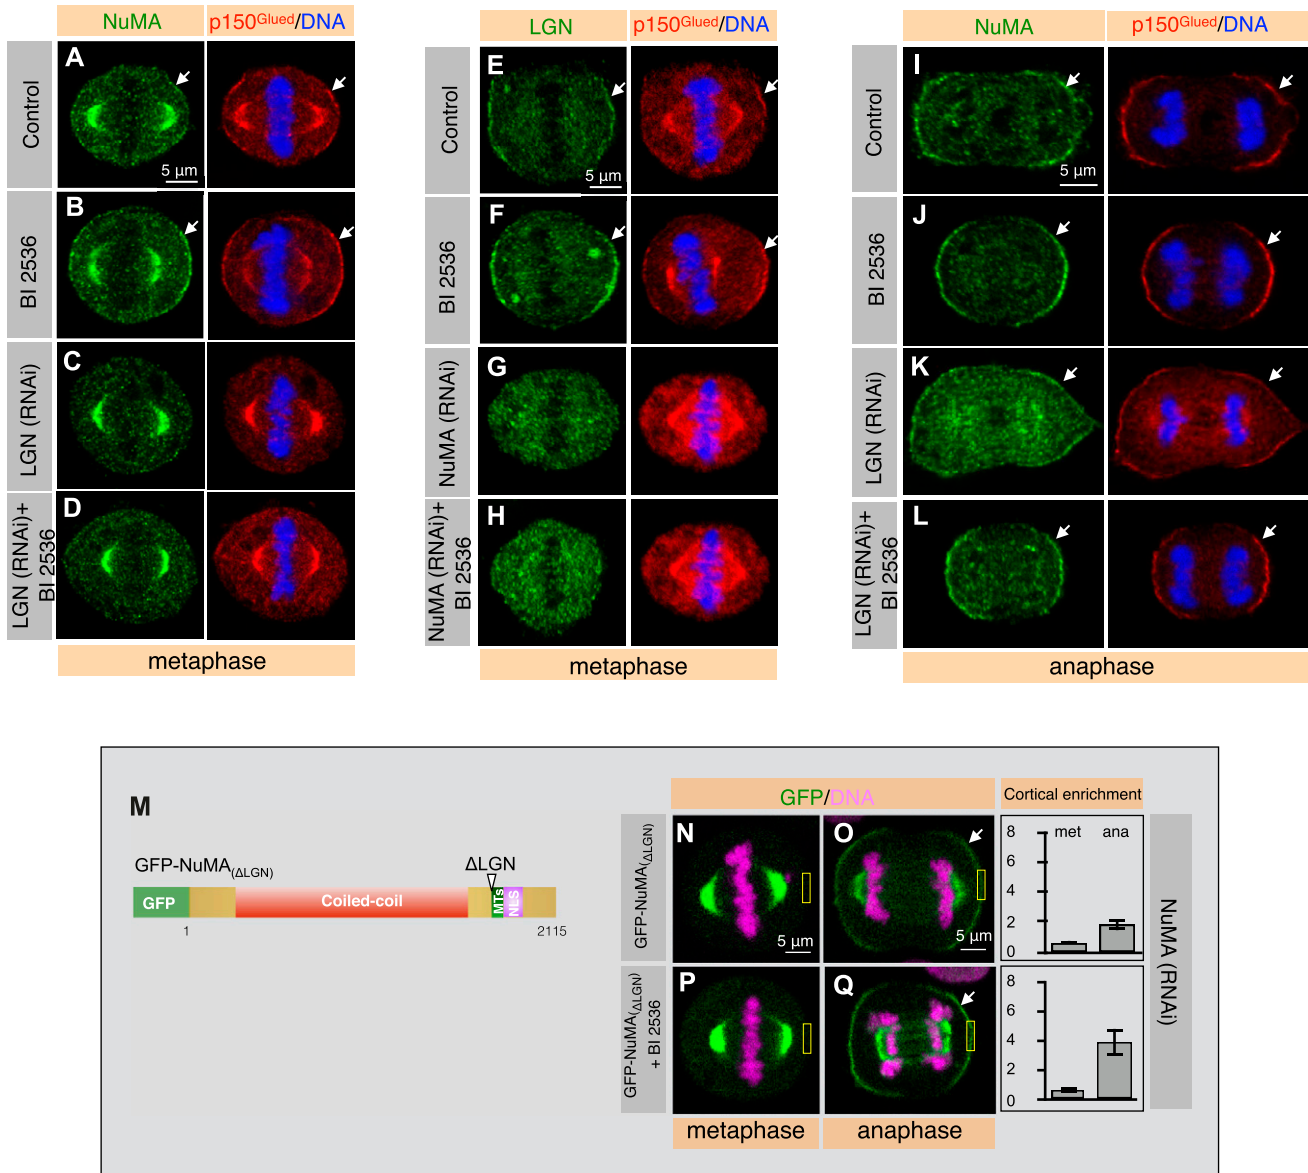 NuMA
p150Glued/DNA
Control
A
5 µm
BI 2536
B
LGN (RNAi)
C
LGN (RNAi)+
BI 2536
D
metaphase
LGN
p150Glued/DNA
Control
E
5 µm
BI 2536
F
NuMA (RNAi)
G
NuMA (RNAi)+
BI 2536
H
metaphase
NuMA
p150Glued/DNA
Control
I
5 µm
BI 2536
J
LGN (RNAi)
K
LGN (RNAi)+
BI 2536
L
anaphase
M
GFP-NuMA(ΔLGN)
ΔLGN
GFP
Coiled-coil
MTs
NLS
1
2115
GFP/DNA
Cortical enrichment
GFP-NuMA(ΔLGN)
N
5 µm
O
5 µm
met
ana
8
6
4
2
0
GFP-NuMA(ΔLGN)
+ BI 2536
P
Q
8
6
4
2
0
NuMA (RNAi)
metaphase
anaphase